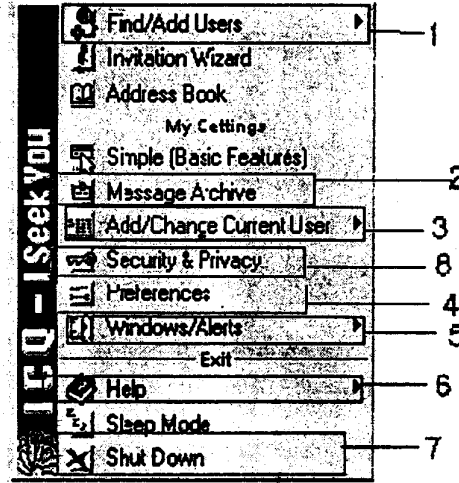 Find/Add Users 1
Invitation Wizard
Address Book
My Settings
Simple (Basic Features)
Message Archive 2
Add/Change Current User 3
Security & Privacy 8
Preferences 4
Windows/Alerts 5
Exit
Help 6
Sleep Mode
Shut Down 7
ICQ - I Seek You